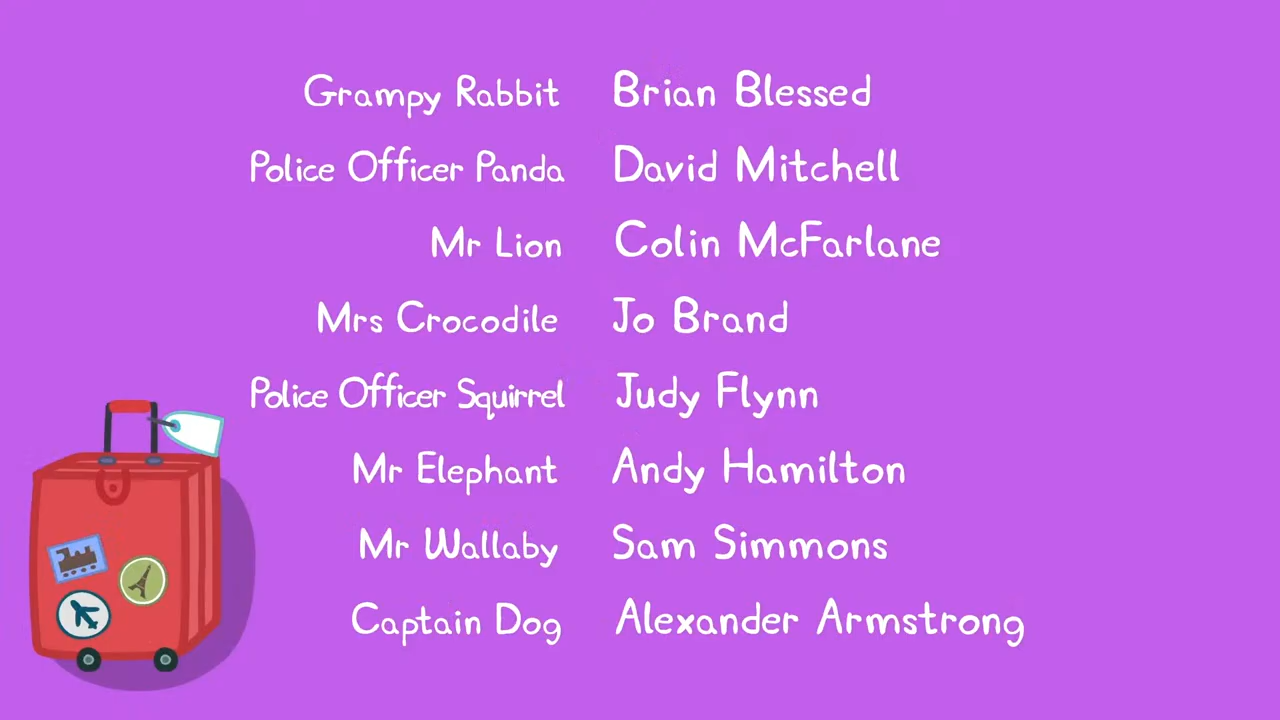 Grampy Rabbit Brian Blessed
Police Officer Panda David Mitchell
Mr Lion Colin McFarlane
Mrs Crocodile Jo Brand
Police Officer Squirrel Judy Flynn
Mr Elephant Andy Hamilton
Mr Wallaby Sam Simmons
Captain Dog Alexander Armstrong